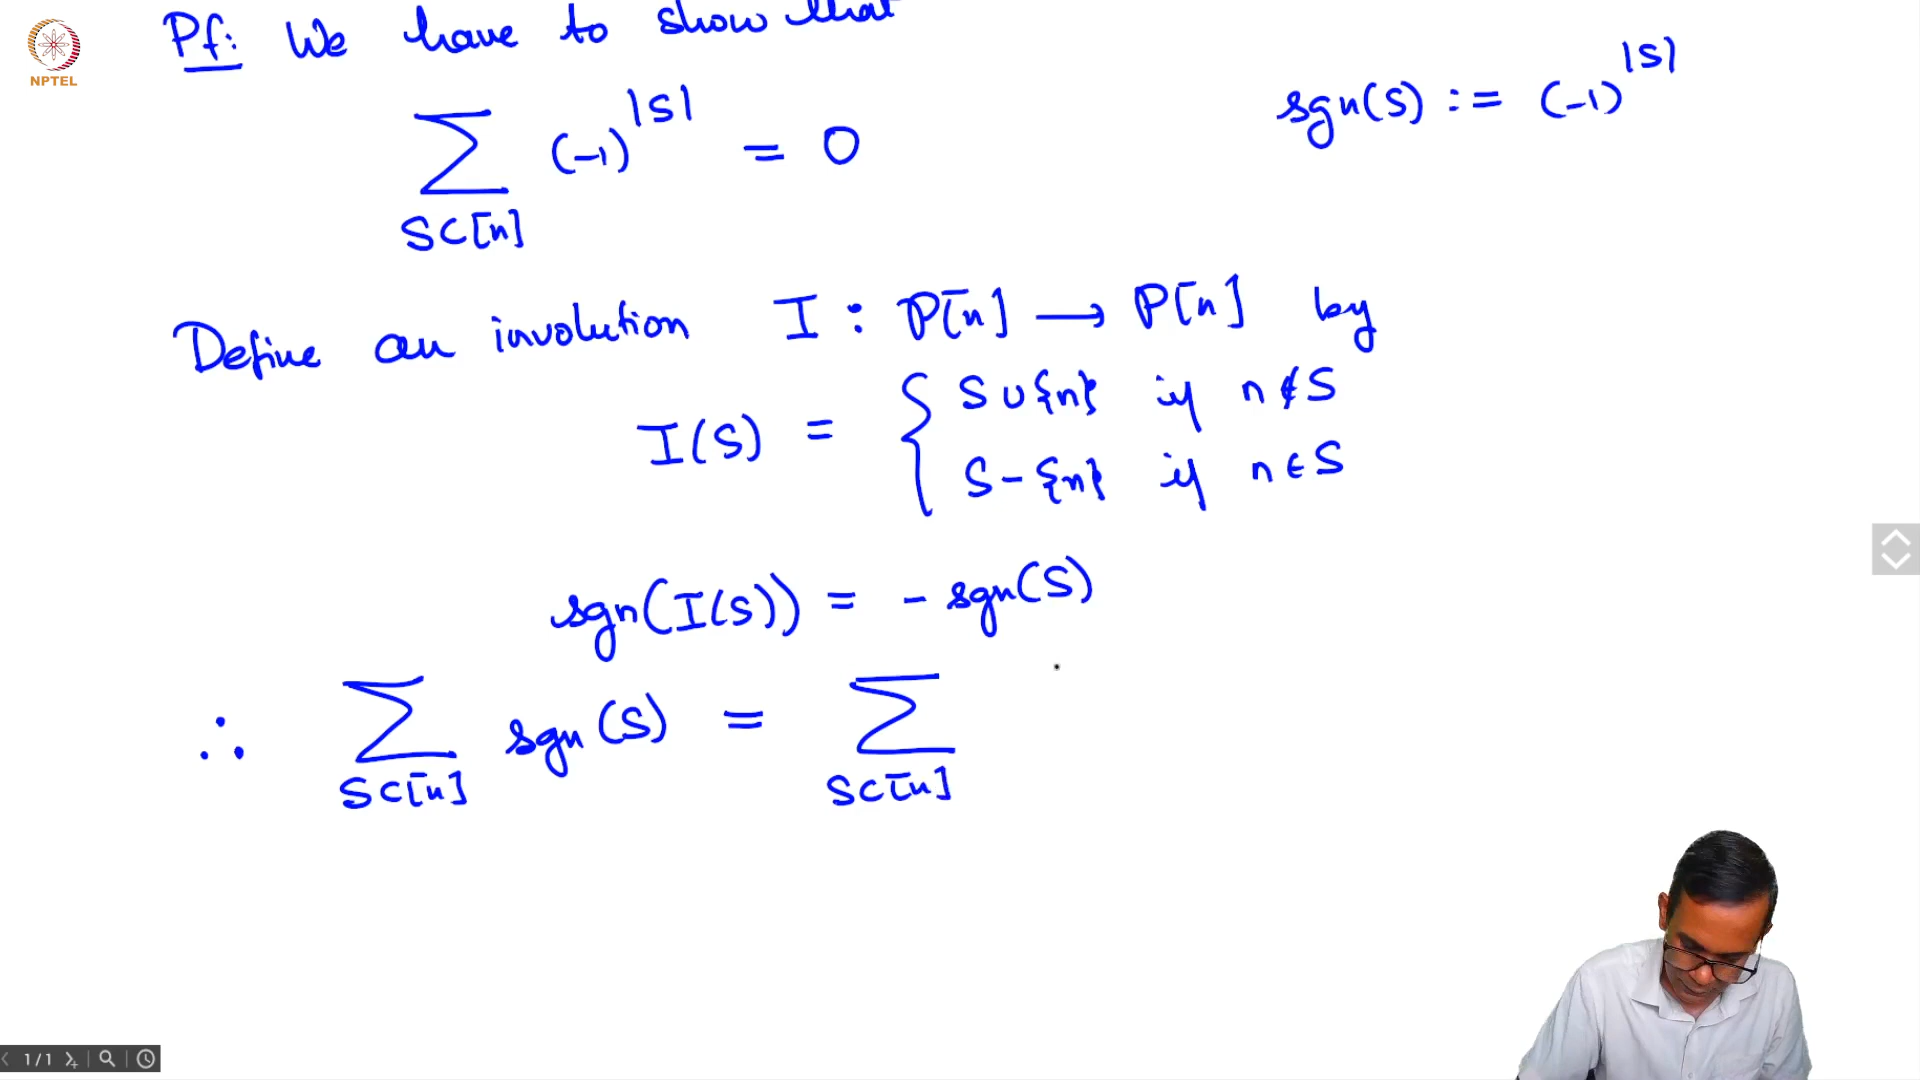 Pf: We have to show that
sgn(S) := (-1)^|S|
∑ (-1)^|S| = 0
S⊂[n]
Define an involution I : P[n] → P[n] by
I(S) = { S∪{n} if n∉S
S-{n} if n∈S
sgn(I(S)) = - sgn(S)
∴ ∑ sgn(S) = ∑
S⊂[n] S⊂[n]
NPTEL
1/1